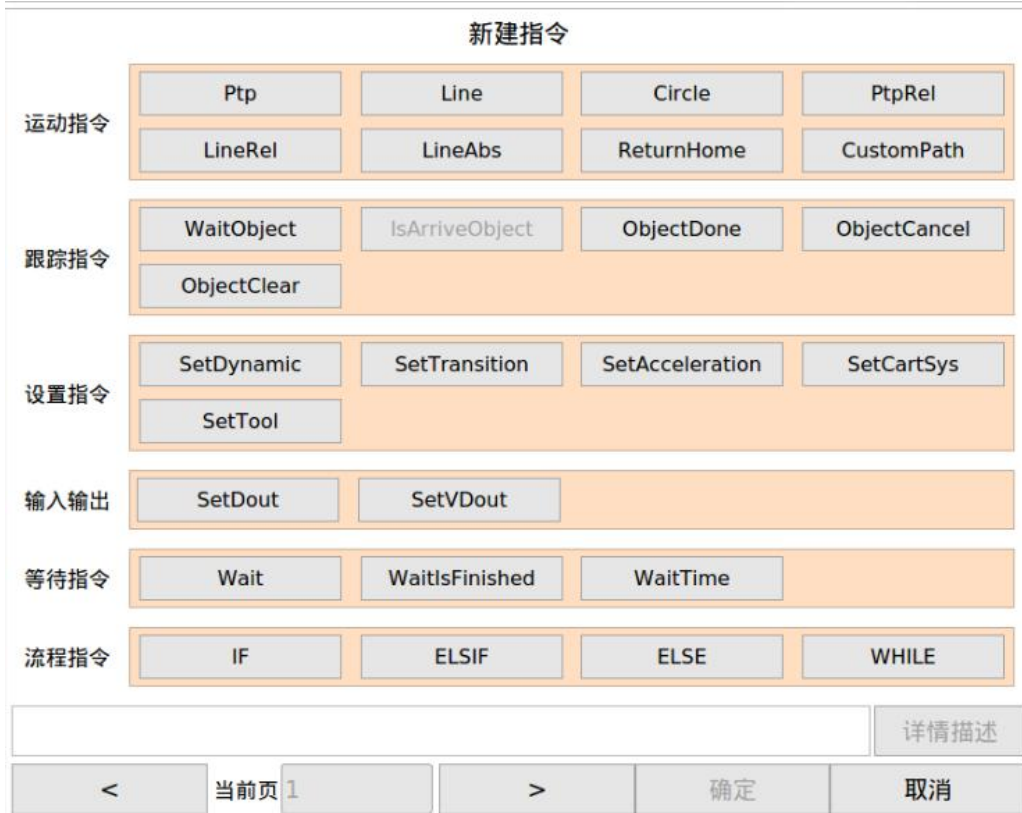 新建指令
运动指令
Ptp Line Circle PtpRel
LineRel LineAbs ReturnHome CustomPath
跟踪指令
WaitObject IsArriveObject ObjectDone ObjectCancel
ObjectClear
设置指令
SetDynamic SetTransition SetAcceleration SetCartSys
SetTool
输入输出 SetDout SetVDout
等待指令 Wait WaitIsFinished WaitTime
流程指令 IF ELSIF ELSE WHILE
详情描述
< 当前页 1 > 确定 取消